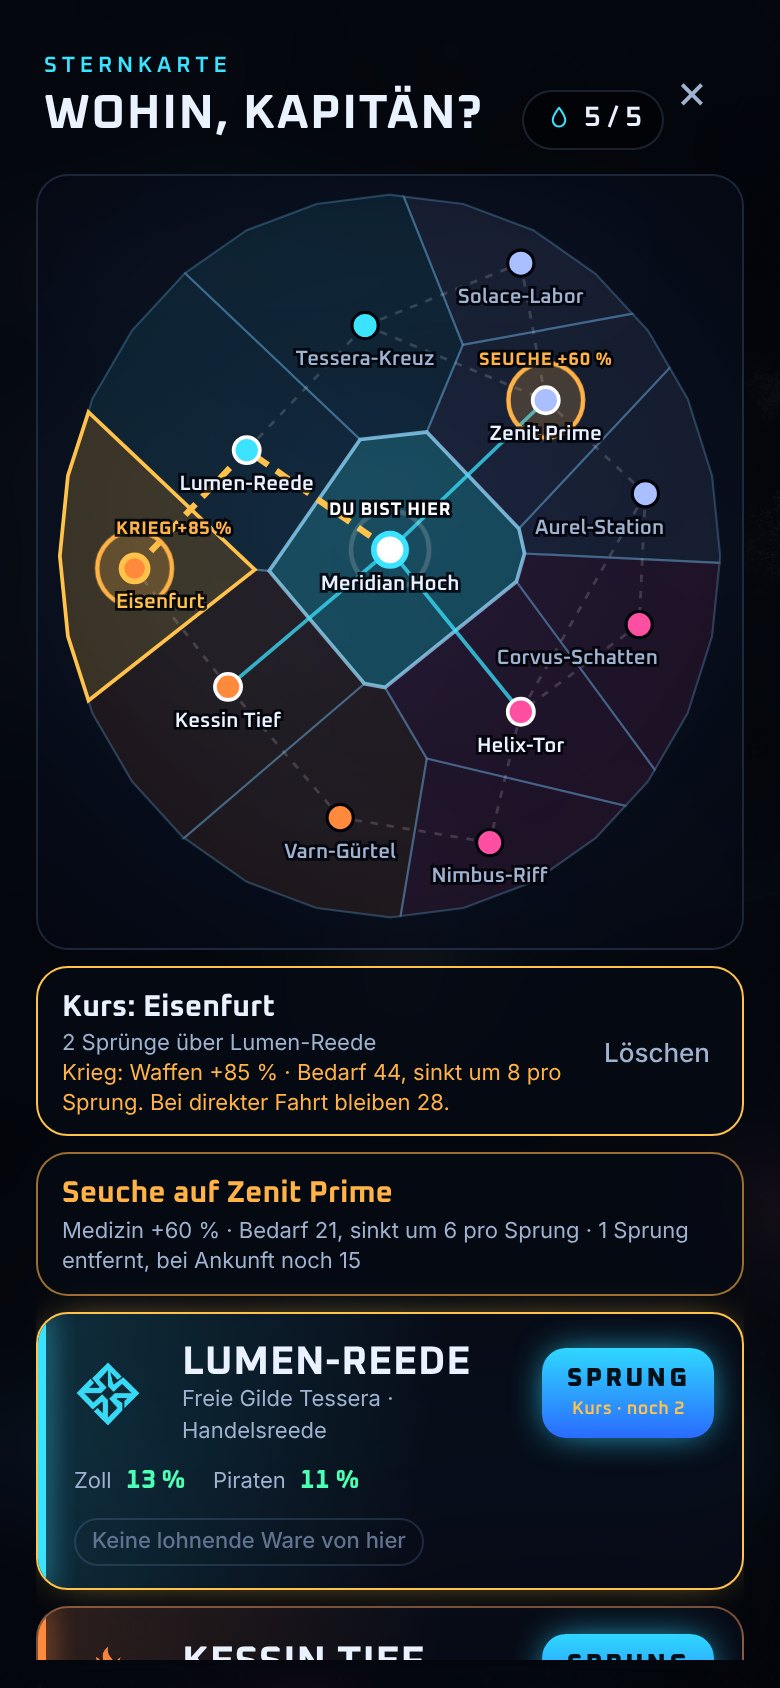 STERNKARTE
WOHIN, KAPITÄN?
5 / 5
Solace-Labor
Tessera-Kreuz
SEUCHE +60 %
Zenit Prime
Lumen-Reede
DU BIST HIER
KRIEG +85 %
Aurel-Station
Meridian Hoch
Eisenfurt
Corvus-Schatten
Kessin Tief
Helix-Tor
Varn-Gürtel
Nimbus-Riff
Kurs: Eisenfurt
2 Sprünge über Lumen-Reede
Löschen
Krieg: Waffen +85 % · Bedarf 44, sinkt um 8 pro
Sprung. Bei direkter Fahrt bleiben 28.
Seuche auf Zenit Prime
Medizin +60 % · Bedarf 21, sinkt um 6 pro Sprung · 1 Sprung
entfernt, bei Ankunft noch 15
LUMEN-REEDE
SPRUNG
Freie Gilde Tessera ·
Kurs · noch 2
Handelsreede
Zoll 13 % Piraten 11 %
Keine lohnende Ware von hier
KESSIN TIEF
SPRUNG